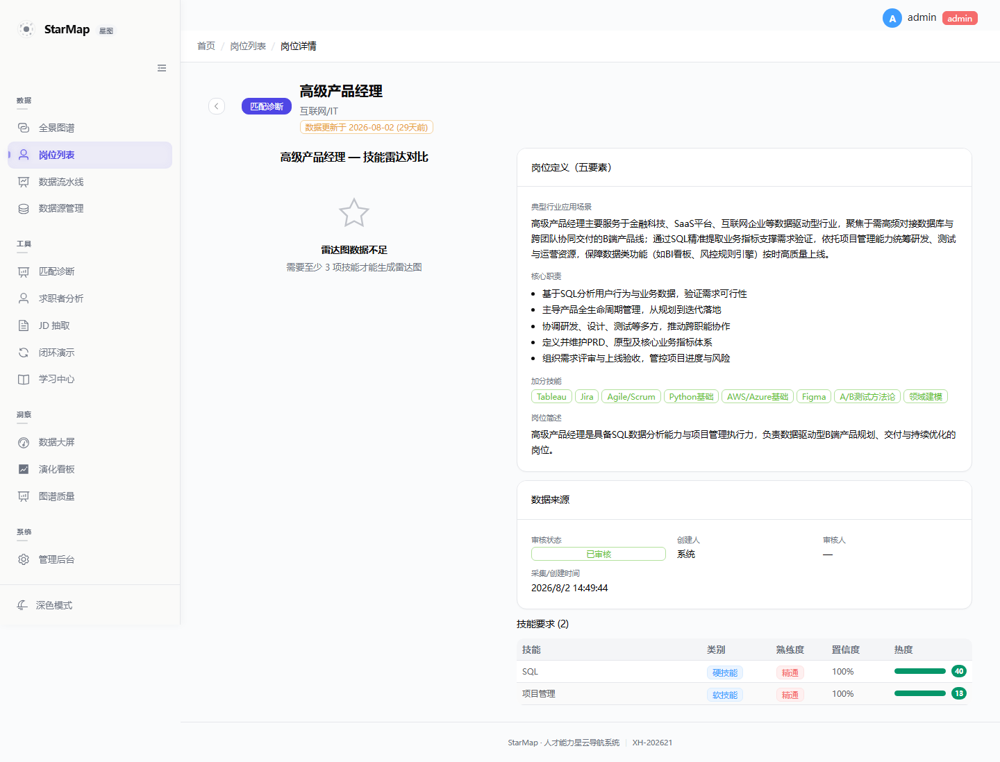 StarMap 星图
数据
全景图谱
岗位列表
数据流水线
数据源管理
工具
匹配诊断
求职者分析
JD 抽取
闭环演示
学习中心
洞察
数据大屏
演化看板
图谱质量
系统
管理后台
深色模式
A admin admin
首页 / 岗位列表 / 岗位详情
匹配诊断
高级产品经理
互联网/IT
数据更新于 2026-08-02 (29天前)
高级产品经理 — 技能雷达对比
雷达图数据不足
需要至少 3 项技能才能生成雷达图
岗位定义（五要素）
典型行业应用场景
高级产品经理主要服务于金融科技、SaaS平台、互联网企业等数据驱动型行业，聚焦于需高频对接数据库与
跨团队协同交付的B端产品线；通过SQL精准提取业务指标支撑需求验证，依托项目管理能力统筹研发、测试
与运营资源，保障数据类功能（如BI看板、风控规则引擎）按时高质量上线。
核心职责
• 基于SQL分析用户行为与业务数据，验证需求可行性
• 主导产品全生命周期管理，从规划到迭代落地
• 协调研发、设计、测试等多方，推动跨职能协作
• 定义并维护PRD、原型及核心业务指标体系
• 组织需求评审与上线验收，管控项目进度与风险
加分技能
Tableau Jira Agile/Scrum Python基础 AWS/Azure基础 Figma A/B测试方法论 领域建模
岗位简述
高级产品经理是具备SQL数据分析能力与项目管理执行力，负责数据驱动型B端产品规划、交付与持续优化的
岗位。
数据来源
审核状态 创建人 审核人
已审核 系统 —
采集/创建时间
2026/8/2 14:49:44
技能要求 (2)
技能 类别 熟练度 置信度 热度
SQL 硬技能 精通 100% 40
项目管理 软技能 精通 100% 13
StarMap · 人才能力星云导航系统 | XH-202621